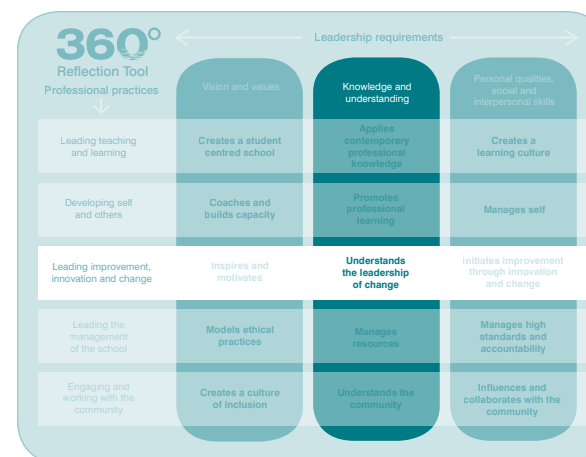 360°
Reflection Tool
Professional practices
Leadership requirements
Vision and values
Knowledge and
understanding
Personal qualities,
social and
interpersonal skills
Leading teaching
and learning
Creates a student
centred school
Applies
contemporary
professional
knowledge
Creates a
learning culture
Developing self
and others
Coaches and
builds capacity
Promotes
professional
learning
Manages self
Leading improvement,
innovation and change
Inspires and
motivates
Understands
the leadership
of change
Initiates improvement
through innovation
and change
Leading the
management
of the school
Models ethical
practices
Manages
resources
Manages high
standards and
accountability
Engaging and
working with the
community
Creates a culture
of inclusion
Understands the
community
Influences and
collaborates with the
community